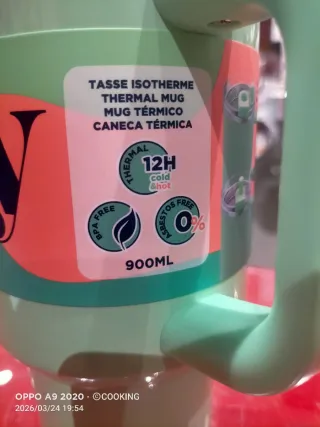 y
TASSE ISOTHERME
THERMAL MUG
MUG TÉRMICO
CANECA TÉRMICA
THERMAL
12H
cold
&hot
BPA FREE
ASBESTOS FREE
0%
900ML
OPPO A9 2020 · ©COOKING
2026/03/24 19:54